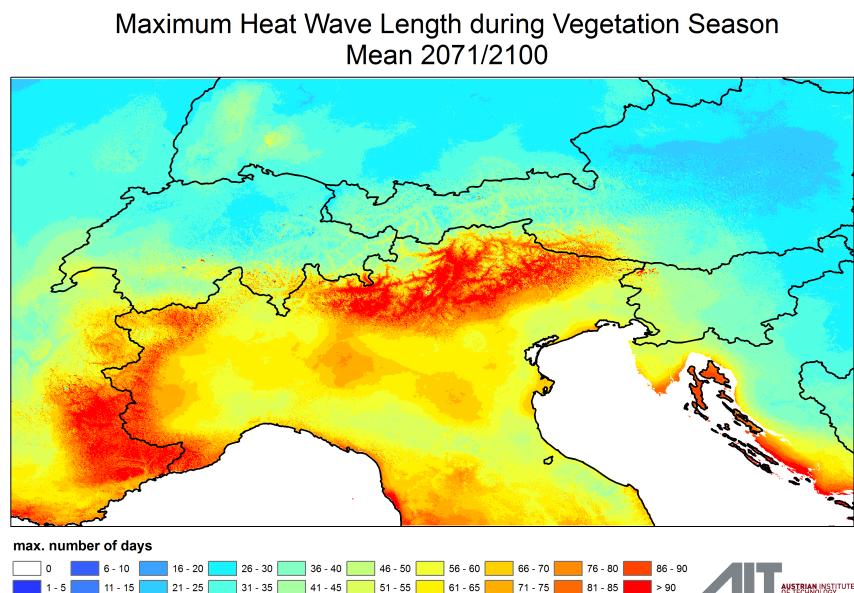 Maximum Heat Wave Length during Vegetation Season
Mean 2071/2100
max. number of days
0 6 - 10 16 - 20 26 - 30 36 - 40 46 - 50 56 - 60 66 - 70 76 - 80 86 - 90
1 - 5 11 - 15 21 - 25 31 - 35 41 - 45 51 - 55 61 - 65 71 - 75 81 - 85 > 90
AIT
AUSTRIAN INSTITUTE
OF TECHNOLOGY